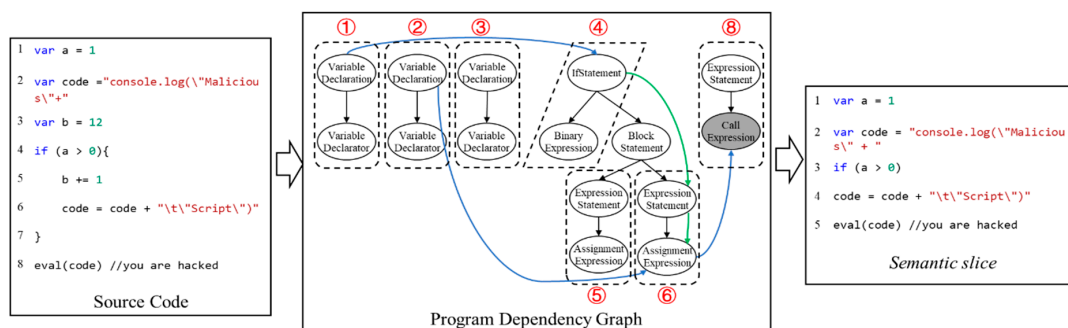 1 var a = 1
2 var code ="console.log(\"Maliciou
s\"+"
3 var b = 12
4 if (a > 0){
5 b += 1
6 code = code + "\t\"Script\")"
7 }
8 eval(code) //you are hacked
Source Code
① ② ③ ④ ⑧
Variable
Declaration
Variable
Declarator
Variable
Declaration
Variable
Declarator
Variable
Declaration
Variable
Declarator
IfStatement
Binary
Expression
Block
Statement
Expression
Statement
Assignment
Expression
Expression
Statement
Assignment
Expression
⑤ ⑥
Expression
Statement
Call
Expression
Program Dependency Graph
1 var a = 1
2 var code = "console.log(\"Maliciou
s\" + "
3 if (a > 0)
4 code = code + "\t\"Script\")"
5 eval(code) //you are hacked
Semantic slice